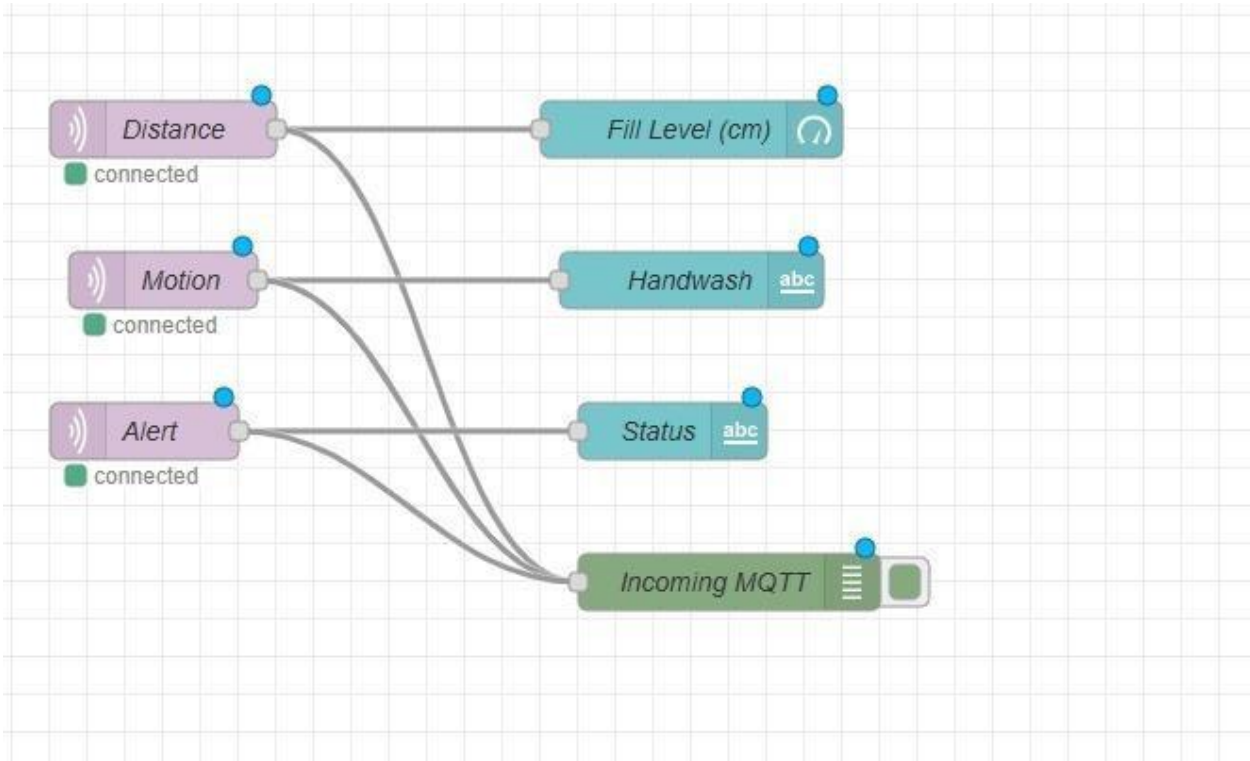 Distance
Fill Level (cm)
connected
Motion
Handwash
abc
connected
Alert
Status
abc
connected
Incoming MQTT